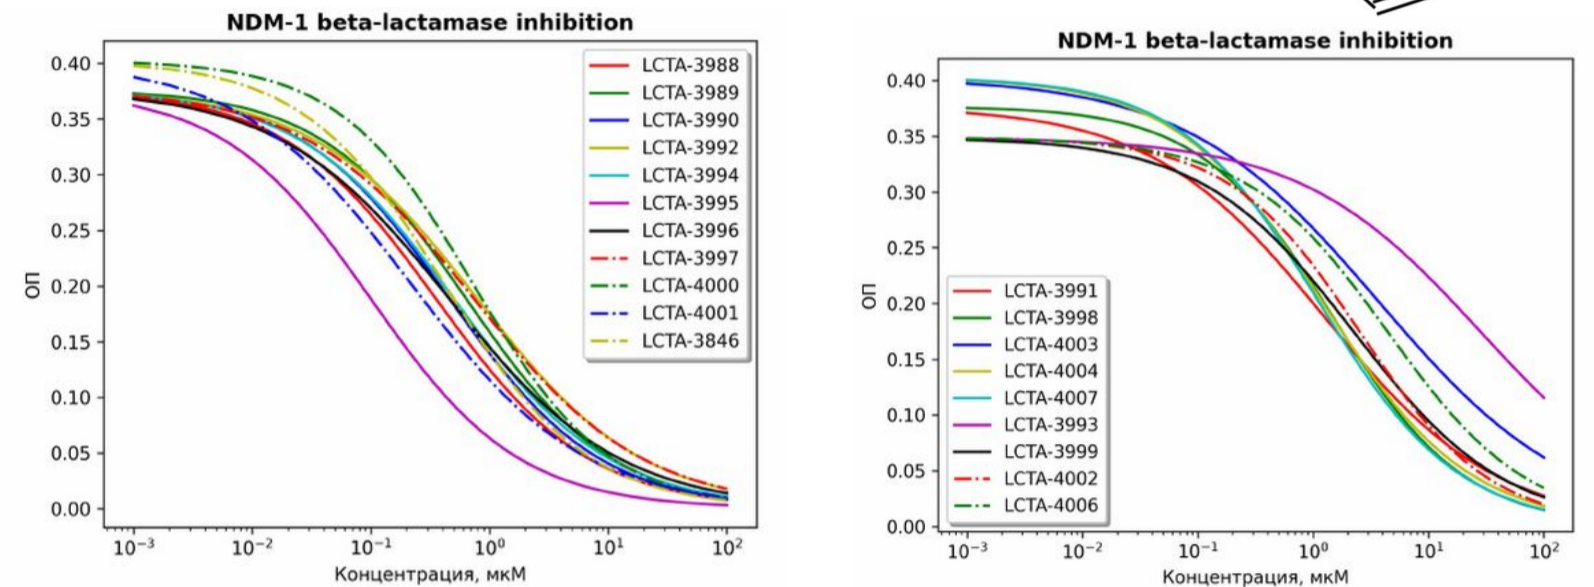 NDM-1 beta-lactamase inhibition
ОП
0.40
0.35
0.30
0.25
0.20
0.15
0.10
0.05
0.00
LCTA-3988
LCTA-3989
LCTA-3990
LCTA-3992
LCTA-3994
LCTA-3995
LCTA-3996
LCTA-3997
LCTA-4000
LCTA-4001
LCTA-3846
10⁻³ 10⁻² 10⁻¹ 10⁰ 10¹ 10²
Концентрация, мкМ
NDM-1 beta-lactamase inhibition
ОП
0.40
0.35
0.30
0.25
0.20
0.15
0.10
0.05
0.00
LCTA-3991
LCTA-3998
LCTA-4003
LCTA-4004
LCTA-4007
LCTA-3993
LCTA-3999
LCTA-4002
LCTA-4006
10⁻³ 10⁻² 10⁻¹ 10⁰ 10¹ 10²
Концентрация, мкМ